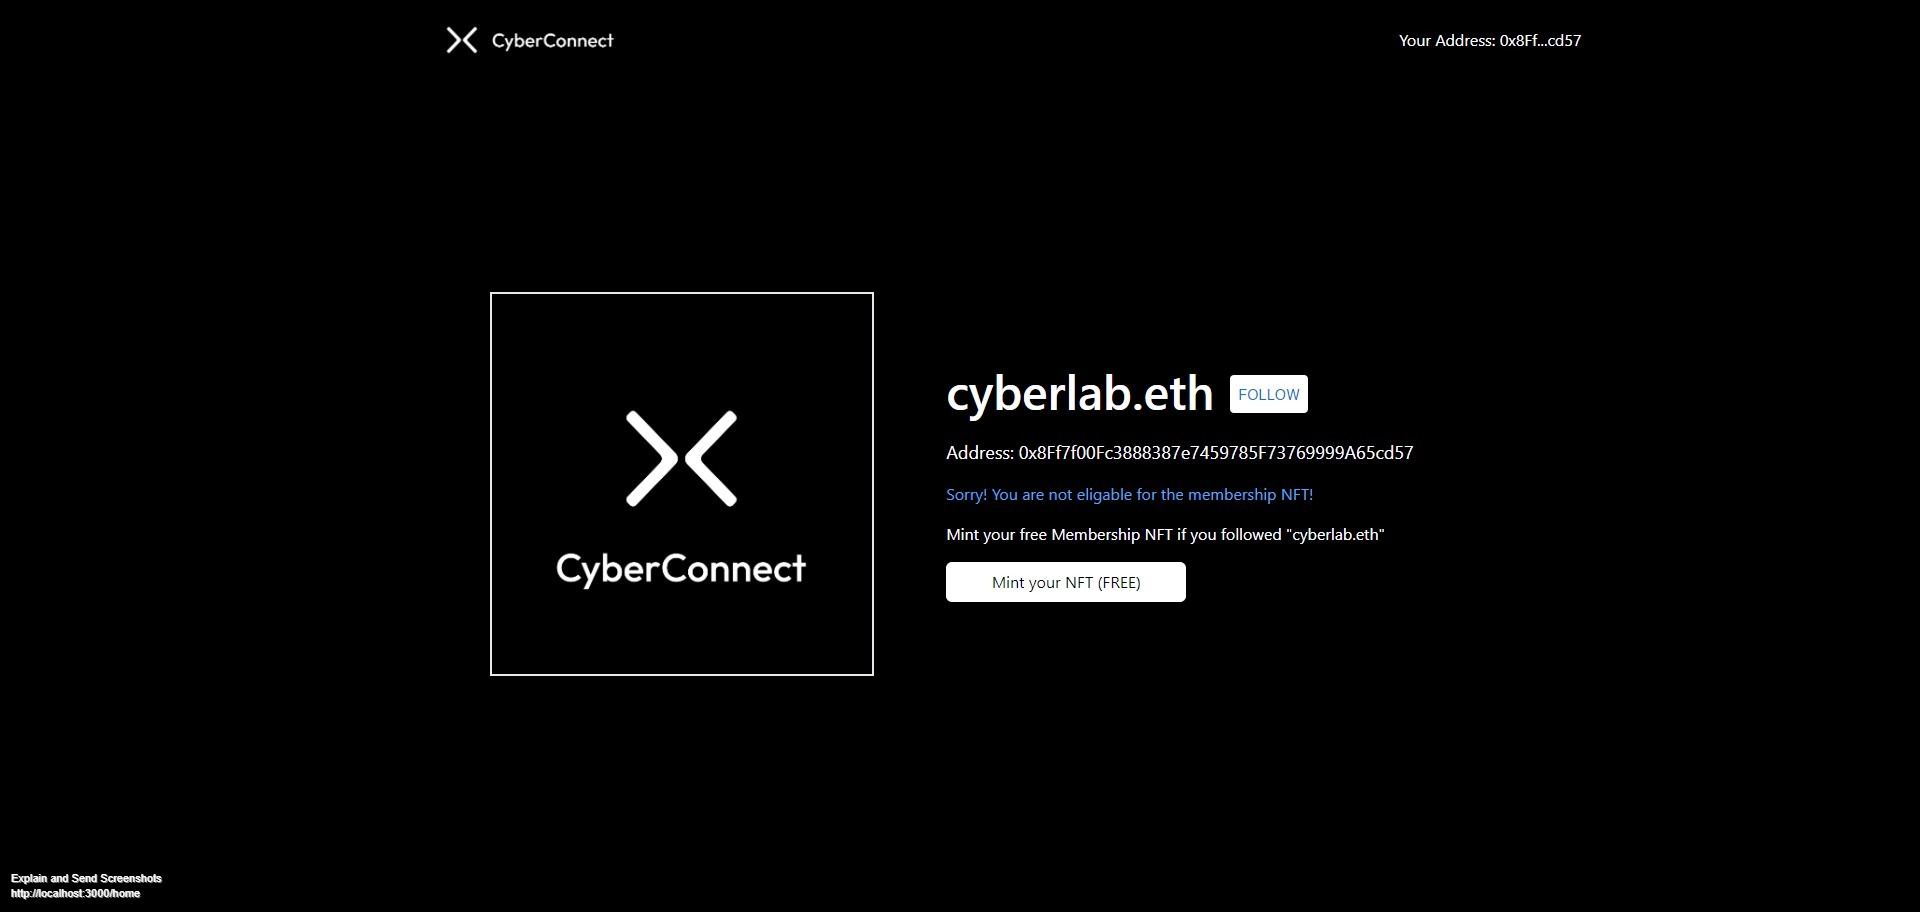 CyberConnect
Your Address: 0x8Ff...cd57
CyberConnect
cyberlab.eth FOLLOW
Address: 0x8Ff7f00Fc3888387e7459785F73769999A65cd57
Sorry! You are not eligable for the membership NFT!
Mint your free Membership NFT if you followed "cyberlab.eth"
Mint your NFT (FREE)
Explain and Send Screenshots
http://localhost:3000/home